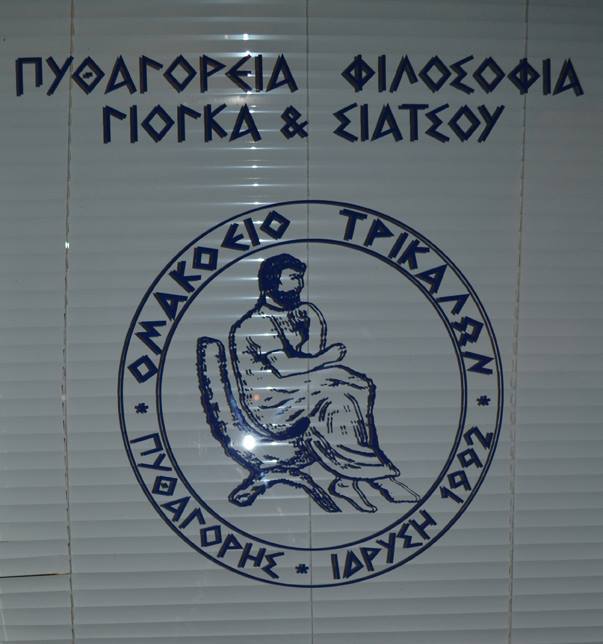 ΠΥΘΑΓΟΡΕΙΑ ΦΙΛΟΣΟΦΙΑ
ΓΙΟΓΚΑ & ΣΙΑΤΣΟΥ
ΟΜΑΚΟΕΙΟ ΤΡΙΚΑΛΩΝ
* ΠΥΘΑΓΟΡΗΣ * ΙΔΡΥΣΗ 1992 *